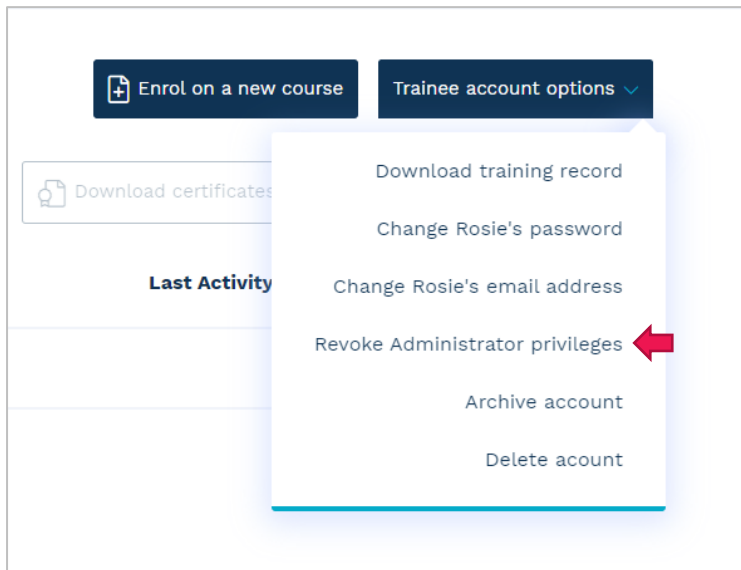 Enrol on a new course
Trainee account options
Download certificates
Last Activity
Download training record
Change Rosie's password
Change Rosie's email address
Revoke Administrator privileges
Archive account
Delete acount